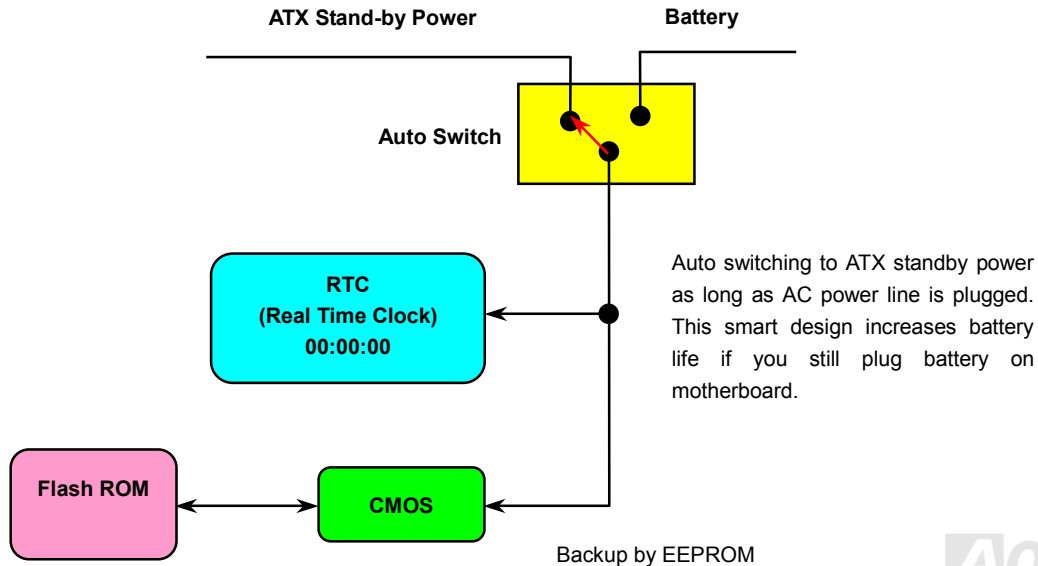 ATX Stand-by Power
Battery
Auto Switch
RTC
(Real Time Clock)
00:00:00
Auto switching to ATX standby power
as long as AC power line is plugged.
This smart design increases battery
life if you still plug battery on
motherboard.
Flash ROM
CMOS
Backup by EEPROM